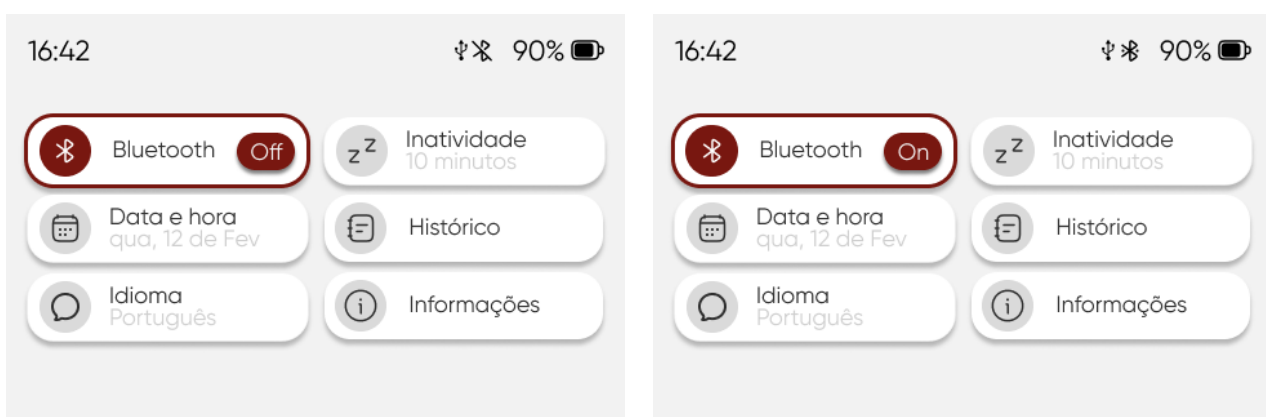 16:42
90%
Bluetooth Off
Inatividade
10 minutos
Data e hora
qua, 12 de Fev
Histórico
Idioma
Português
Informações
16:42
90%
Bluetooth On
Inatividade
10 minutos
Data e hora
qua, 12 de Fev
Histórico
Idioma
Português
Informações